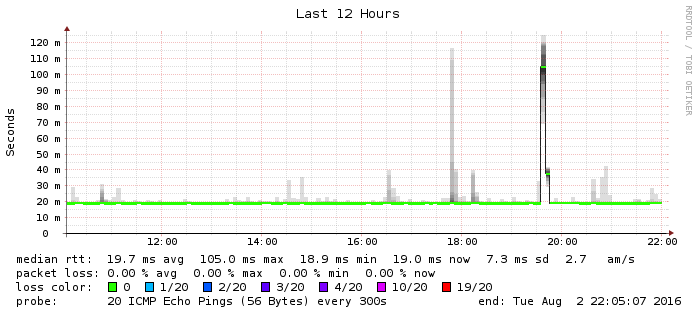 Last 12 Hours
RRDTOOL / TOBI OETIKER
Seconds
120 m
110 m
100 m
90 m
80 m
70 m
60 m
50 m
40 m
30 m
20 m
10 m
0
12:00 14:00 16:00 18:00 20:00 22:00
median rtt: 19.7 ms avg 105.0 ms max 18.9 ms min 19.0 ms now 7.3 ms sd 2.7 am/s
packet loss: 0.00 % avg 0.00 % max 0.00 % min 0.00 % now
loss color: 0 1/20 2/20 3/20 4/20 10/20 19/20
probe: 20 ICMP Echo Pings (56 Bytes) every 300s end: Tue Aug 2 22:05:07 2016